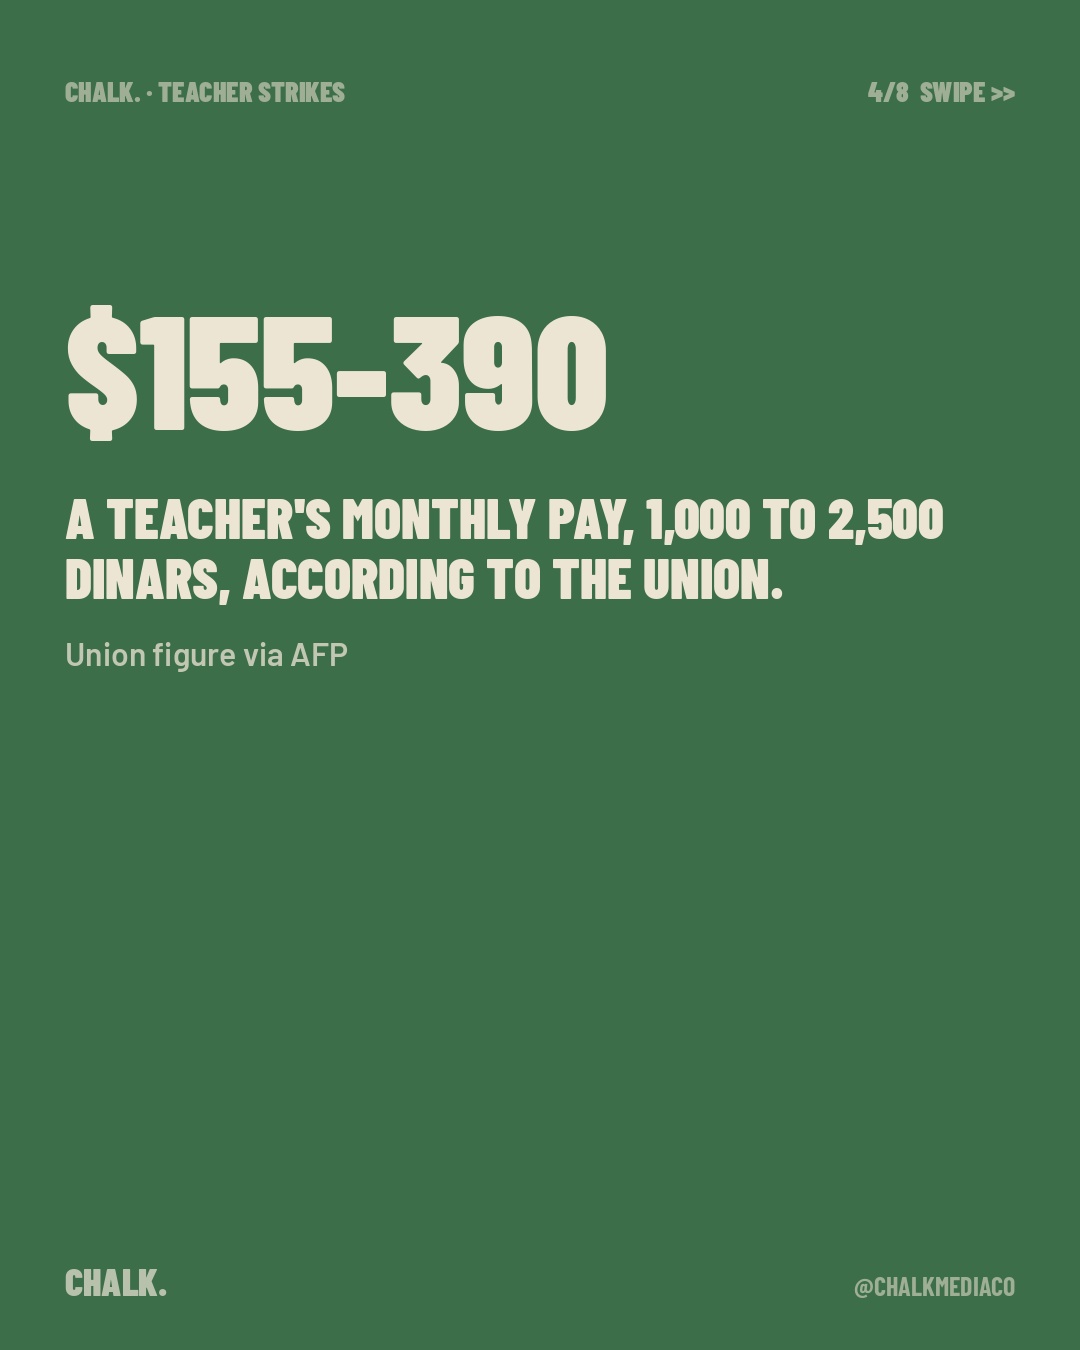 CHALK. · TEACHER STRIKES
4/8 SWIPE >>
$155–390
A TEACHER'S MONTHLY PAY, 1,000 TO 2,500
DINARS, ACCORDING TO THE UNION.
Union figure via AFP
CHALK.
@CHALKMEDIACO